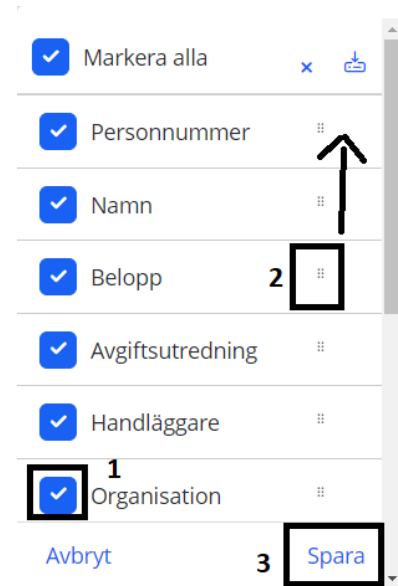 Markera alla
Personnummer
Namn
Belopp 2
Avgiftsutredning
Handläggare
1
Organisation
Avbryt 3 Spara